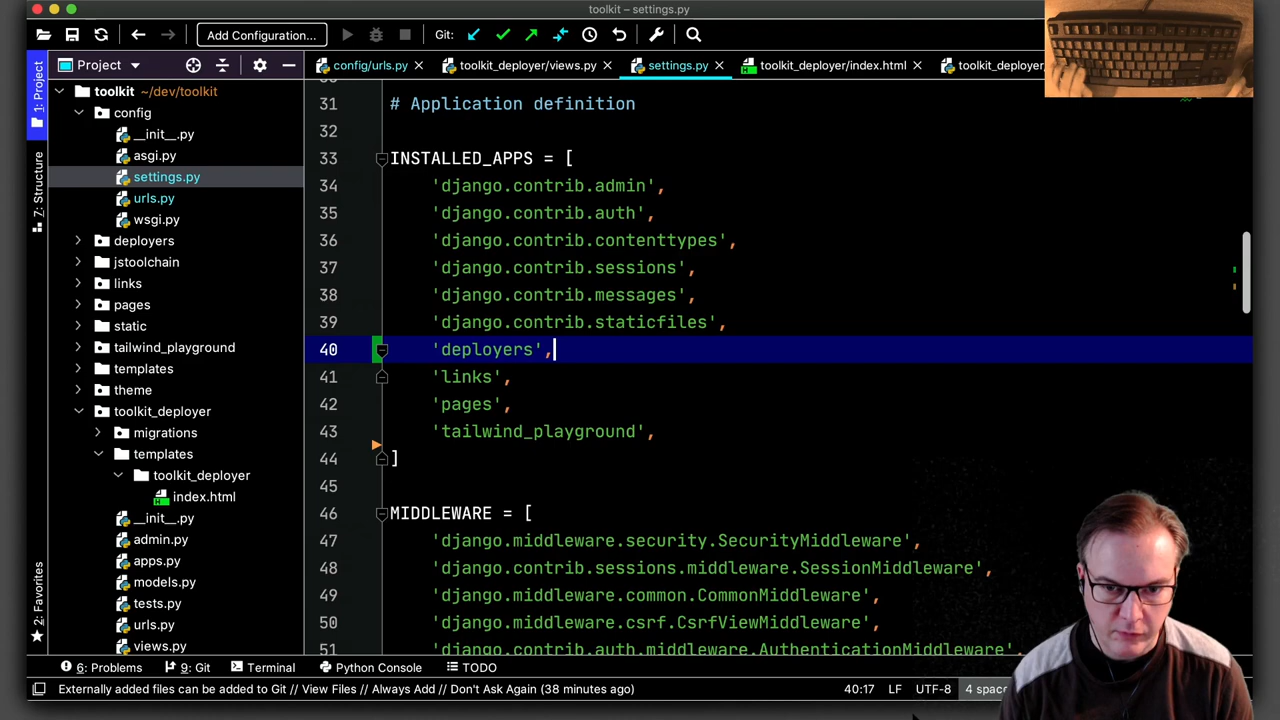 toolkit – settings.py
Add Configuration...
Git:
1: Project
Project
config/urls.py
toolkit_deployer/views.py
settings.py
toolkit_deployer/index.html
toolkit_deployer
toolkit ~/dev/toolkit
config
__init__.py
asgi.py
settings.py
urls.py
wsgi.py
deployers
jstoolchain
links
pages
static
tailwind_playground
templates
theme
toolkit_deployer
migrations
templates
toolkit_deployer
index.html
__init__.py
admin.py
apps.py
models.py
tests.py
urls.py
views.py
7: Structure
2: Favorites
31 # Application definition
32
33 INSTALLED_APPS = [
34 'django.contrib.admin',
35 'django.contrib.auth',
36 'django.contrib.contenttypes',
37 'django.contrib.sessions',
38 'django.contrib.messages',
39 'django.contrib.staticfiles',
40 'deployers',
41 'links',
42 'pages',
43 'tailwind_playground',
44 ]
45
46 MIDDLEWARE = [
47 'django.middleware.security.SecurityMiddleware',
48 'django.contrib.sessions.middleware.SessionMiddleware',
49 'django.middleware.common.CommonMiddleware',
50 'django.middleware.csrf.CsrfViewMiddleware',
51 'django.contrib.auth.middleware.AuthenticationMiddleware',
6: Problems
9: Git
Terminal
Python Console
TODO
Externally added files can be added to Git // View Files // Always Add // Don't Ask Again (38 minutes ago)
40:17 LF UTF-8 4 spac